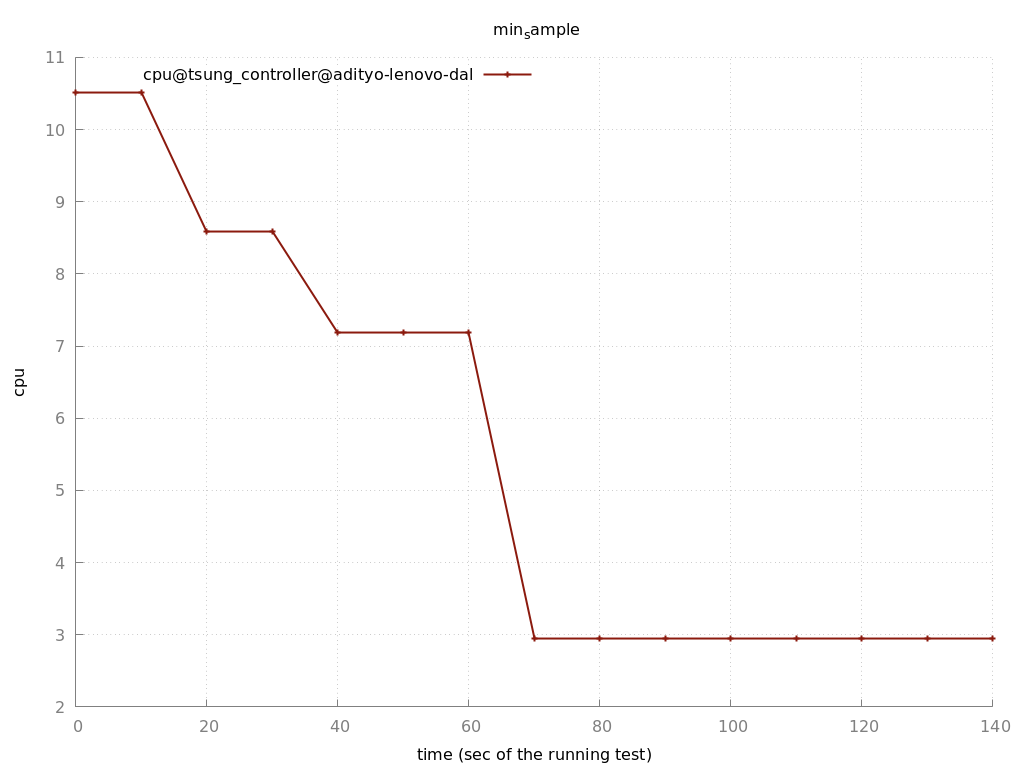 min_sample
11
cpu@tsung_controller@adityo-lenovo-dal
10
9
8
7
6
5
4
3
2
cpu
0 20 40 60 80 100 120 140
time (sec of the running test)